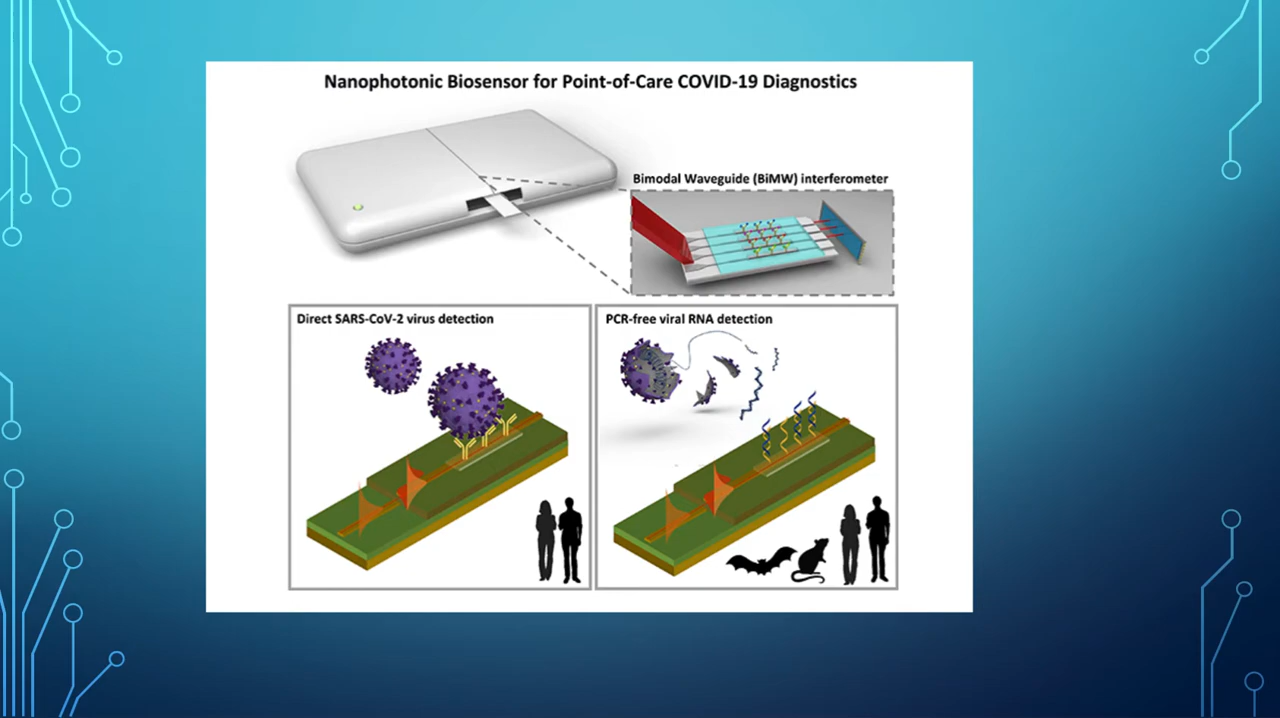 Nanophotonic Biosensor for Point-of-Care COVID-19 Diagnostics
Bimodal Waveguide (BiMW) interferometer
Direct SARS-CoV-2 virus detection
PCR-free viral RNA detection